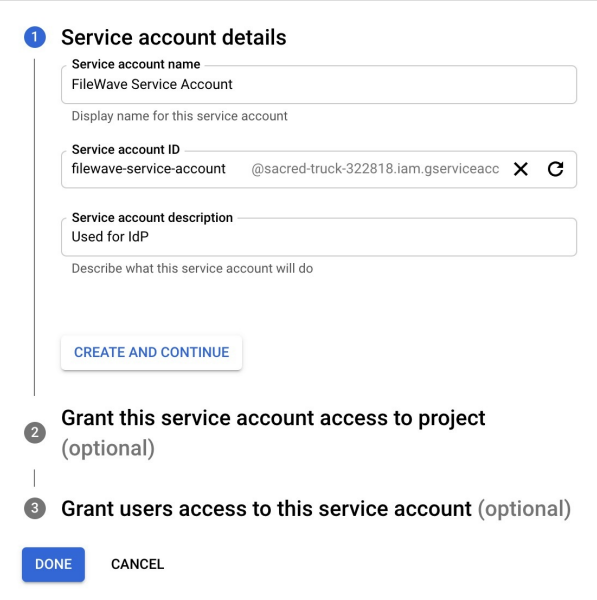 1 Service account details
Service account name
FileWave Service Account
Display name for this service account
Service account ID
filewave-service-account @sacred-truck-322818.iam.gserviceacc
Service account description
Used for IdP
Describe what this service account will do
CREATE AND CONTINUE
2 Grant this service account access to project
(optional)
3 Grant users access to this service account (optional)
DONE CANCEL